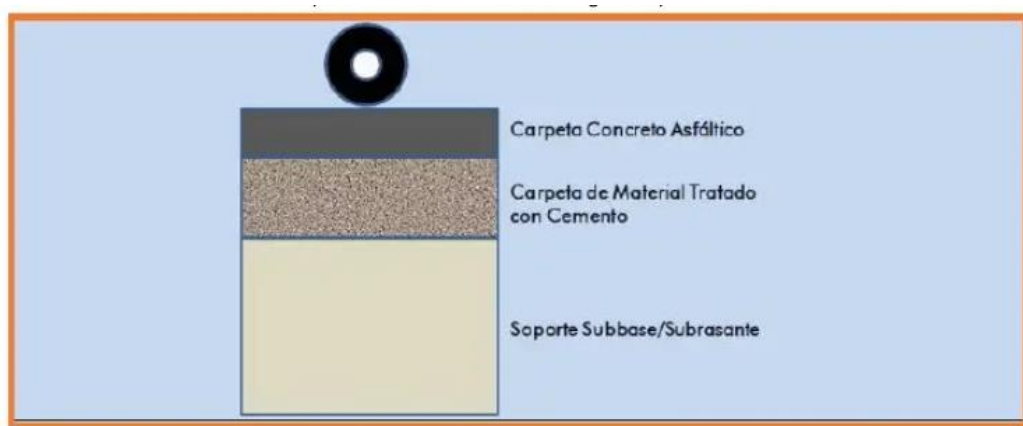 Carpeta Concreto Asfáltico
Carpeta de Material Tratado
con Cemento
Soporte Subbase/Subrasante